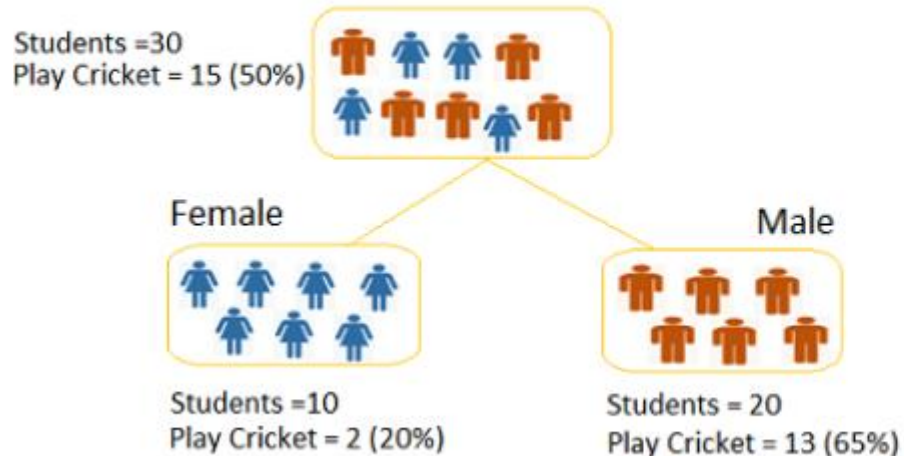 Students =30
Play Cricket = 15 (50%)
Female
Male
Students =10
Play Cricket = 2 (20%)
Students = 20
Play Cricket = 13 (65%)